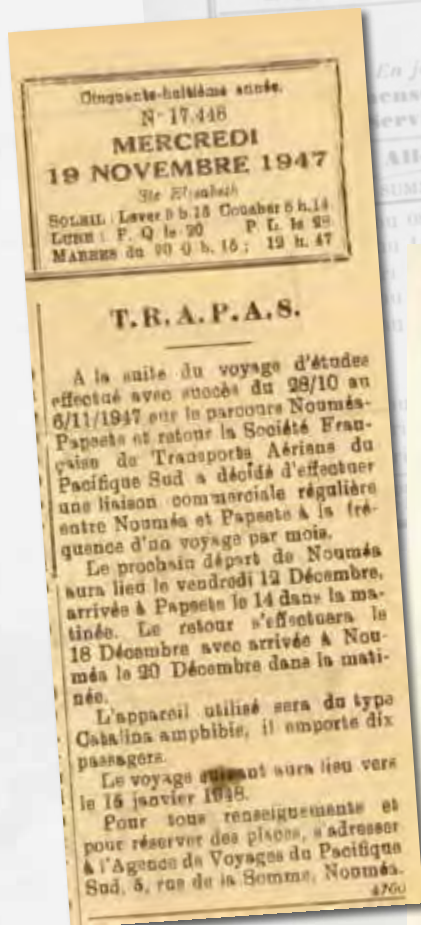 Cinquante-huitième année.
N° 17.448
MERCREDI
19 NOVEMBRE 1947
Ste Elisabeth
SOLEIL : Lever 5 h. 15 Coucher 6 h. 14
LUNE : P. Q le 20 P L. le 28
MAREES du 20 0 h. 15 ; 12 h. 47
T.R.A.P.A.S.
A la suite du voyage d'études
effectué avec succès du 28/10 au
6/11/1947 sur le parcours Nouméa-
Papeete et retour la Société Fran-
çaise de Transports Aériens du
Pacifique Sud a décidé d'effectuer
une liaison commerciale régulière
entre Nouméa et Papeete à la fré-
quence d'un voyage par mois.
Le prochain départ de Nouméa
aura lieu le vendredi 12 Décembre,
arrivée à Papeete le 14 dans la ma-
tinée. Le retour s'effectuera le
18 Décembre avec arrivée à Nou-
méa le 20 Décembre dans la mati-
née.
L'appareil utilisé sera du type
Catalina amphibie, il emporte dix
passagers.
Le voyage suivant aura lieu vers
le 15 janvier 1948.
Pour tous renseignements et
pour réserver des places, s'adresser
à l'Agence de Voyages du Pacifique
Sud, 5, rue de la Somme, Nouméa.
4760